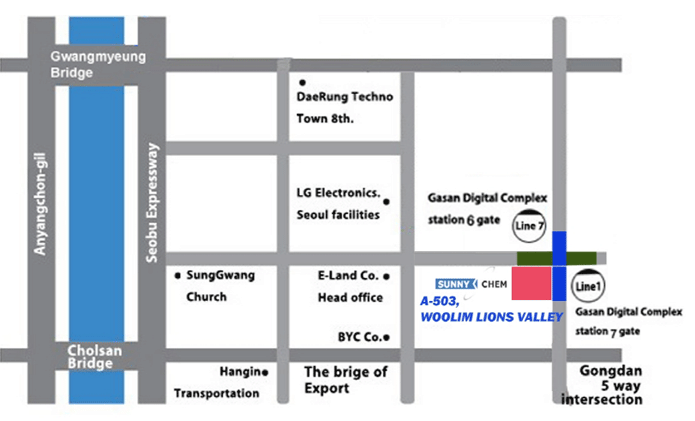 Gwangmyeung
Bridge
DaeRung Techno
Town 8th.
Anyangchon-gil
Seobu Expressway
LG Electronics.
Seoul facilities
Gasan Digital Complex
station 6 gate
Line 7
SungGwang
Church
E-Land Co.
Head office
SUNNY CHEM
A-503,
WOOLIM LIONS VALLEY
Line1
Gasan Digital Complex
station 7 gate
BYC Co.
Cholsan
Bridge
Hangin
Transportation
The brige of
Export
Gongdan
5 way
intersection